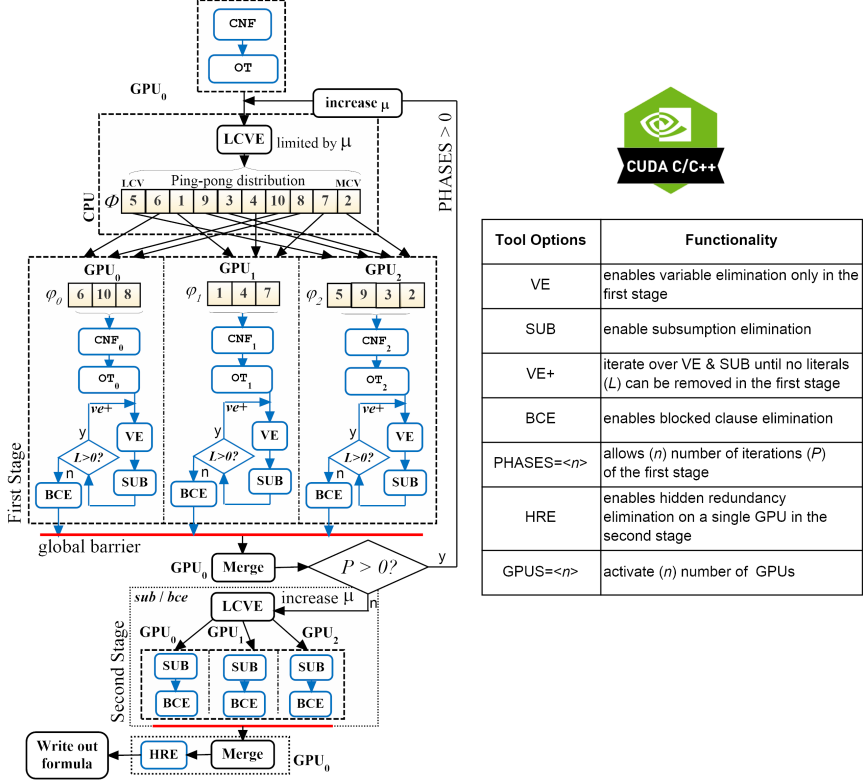 CNF
OT
GPU0
increase μ
LCVE
limited by μ
PHASES > 0
CPU
LCV Ping-pong distribution MCV
Φ 5 6 1 9 3 4 10 8 7 2
GPU0 GPU1 GPU2
φ0 6 10 8
φ1 1 4 7
φ2 5 9 3 2
CNF0 CNF1 CNF2
OT0 OT1 OT2
ve+ ve+ ve+
y VE y VE y VE
L>0? L>0? L>0?
n SUB n SUB n SUB
BCE BCE BCE
First Stage
global barrier
GPU0 Merge P > 0? y
n
sub / bce
LCVE
increase μ
GPU0 GPU1 GPU2
SUB SUB SUB
BCE BCE BCE
Second Stage
Write out
formula
HRE
Merge
GPU0
CUDA C/C++
Tool Options Functionality
VE enables variable elimination only in the
first stage
SUB enable subsumption elimination
VE+ iterate over VE & SUB until no literals
(L) can be removed in the first stage
BCE enables blocked clause elimination
PHASES=<n> allows (n) number of iterations (P)
of the first stage
HRE enables hidden redundancy
elimination on a single GPU in the
second stage
GPUS=<n> activate (n) number of GPUs